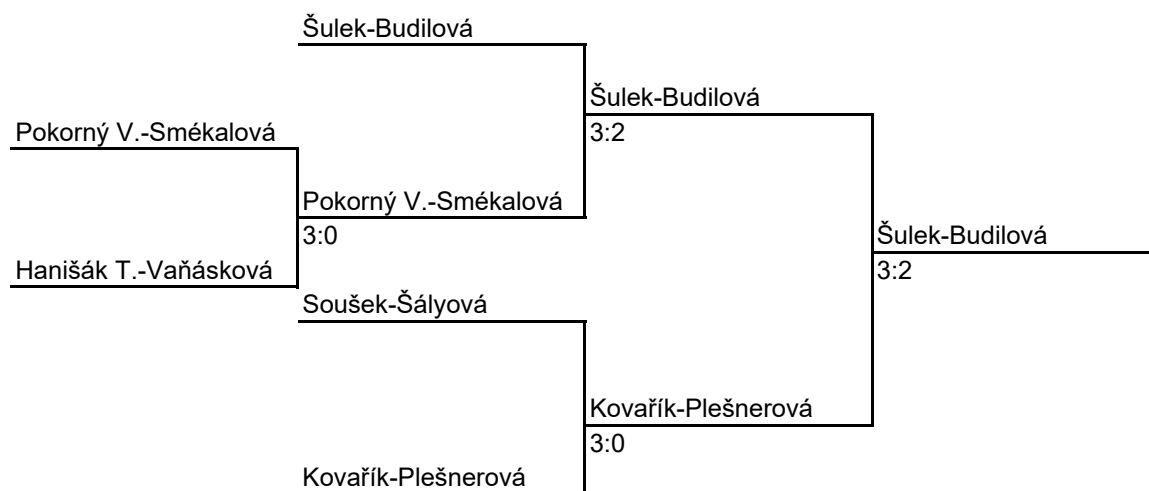 Šulek-Budilová
Šulek-Budilová
Pokorný V.-Smékalová
3:2
Pokorný V.-Smékalová
3:0
Šulek-Budilová
Hanišák T.-Vaňásková
3:2
Soušek-Šályová
Kovařík-Plešnerová
3:0
Kovařík-Plešnerová